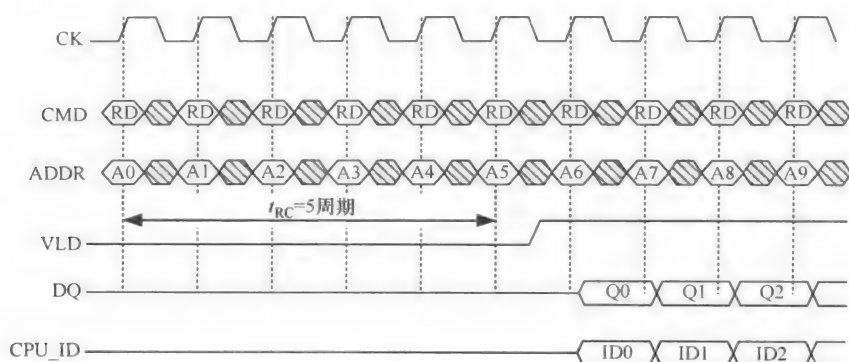 CK
CMD RD RD RD RD RD RD RD RD RD RD
ADDR A0 A1 A2 A3 A4 A5 A6 A7 A8 A9
tRC=5周期
VLD
DQ Q0 Q1 Q2
CPU_ID ID0 ID1 ID2